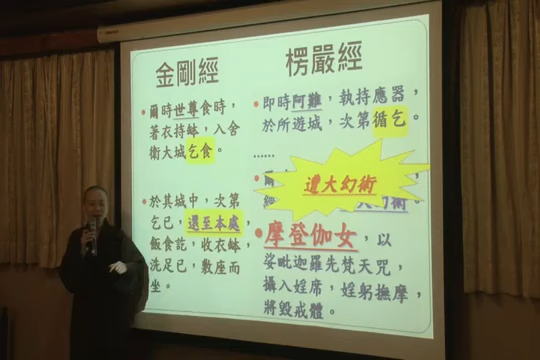 金剛經
爾時世尊食時，
著衣持缽，入舍
衛大城乞食。
於其城中，次第
乞已，還至本處，
飯食訖，收衣缽，
洗足已，敷座而
坐。
楞嚴經
即時阿難，執持應器，
於所遊城，次第循乞。
……
遭大幻術
摩登伽女，以
娑毗迦羅先梵天咒，
攝入婬席，婬躬撫摩，
將毀戒體。